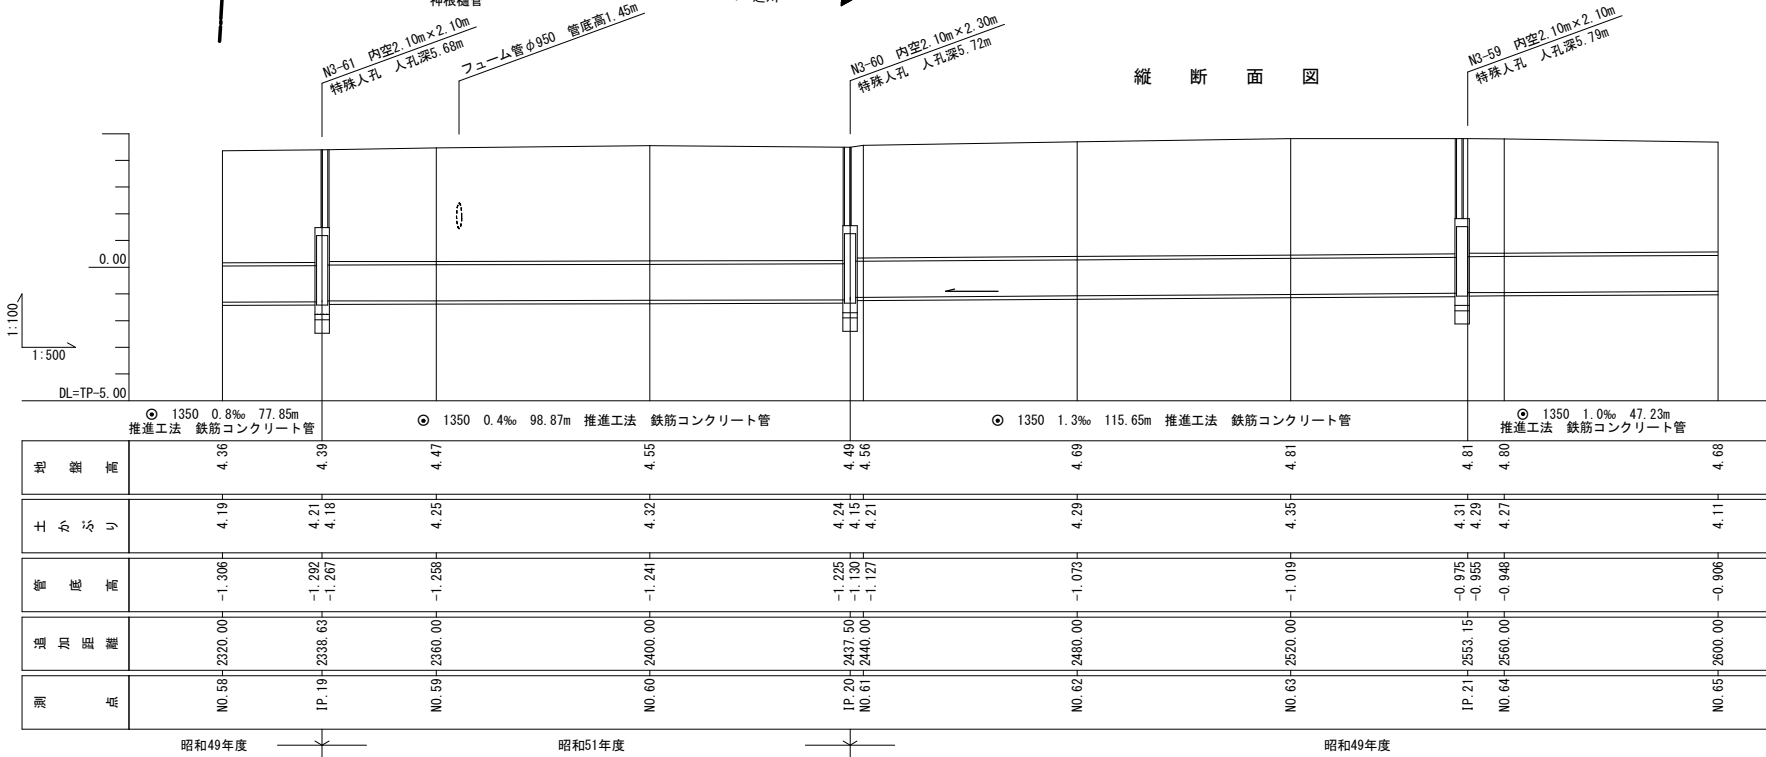 神根樋管
N3-61 内空2.10m×2.10m
特殊人孔 人孔深5.68m
フューム管φ950 管底高1.45m
N3-60 内空2.10m×2.30m
特殊人孔 人孔深5.72m
N3-59 内空2.10m×2.10m
特殊人孔 人孔深5.79m
縦 断 面 図
0.00
1:100
1:500
DL=TP-5.00
1350 0.8‰ 77.85m
推進工法 鉄筋コンクリート管
1350 0.4‰ 98.87m 推進工法 鉄筋コンクリート管
1350 1.3‰ 115.65m 推進工法 鉄筋コンクリート管
1350 1.0‰ 47.23m
推進工法 鉄筋コンクリート管
地 盤 高 4.36 4.39 4.47 4.55 4.49 4.56 4.69 4.81 4.81 4.80 4.68
土 か ぶ り 4.19 4.21 4.18 4.25 4.32 4.24 4.15 4.21 4.29 4.35 4.31 4.29 4.27 4.11
管 底 高 -1.306 -1.292 -1.267 -1.258 -1.241 -1.225 -1.130 -1.127 -1.073 -1.019 -0.975 -0.955 -0.948 -0.906
追 加 距 離 2320.00 2338.63 2360.00 2400.00 2437.50 2440.00 2480.00 2520.00 2553.15 2560.00 2600.00
測 点 NO.58 IP.19 NO.59 NO.60 IP.20 NO.61 NO.62 NO.63 IP.21 NO.64 NO.65
昭和49年度 昭和51年度 昭和49年度